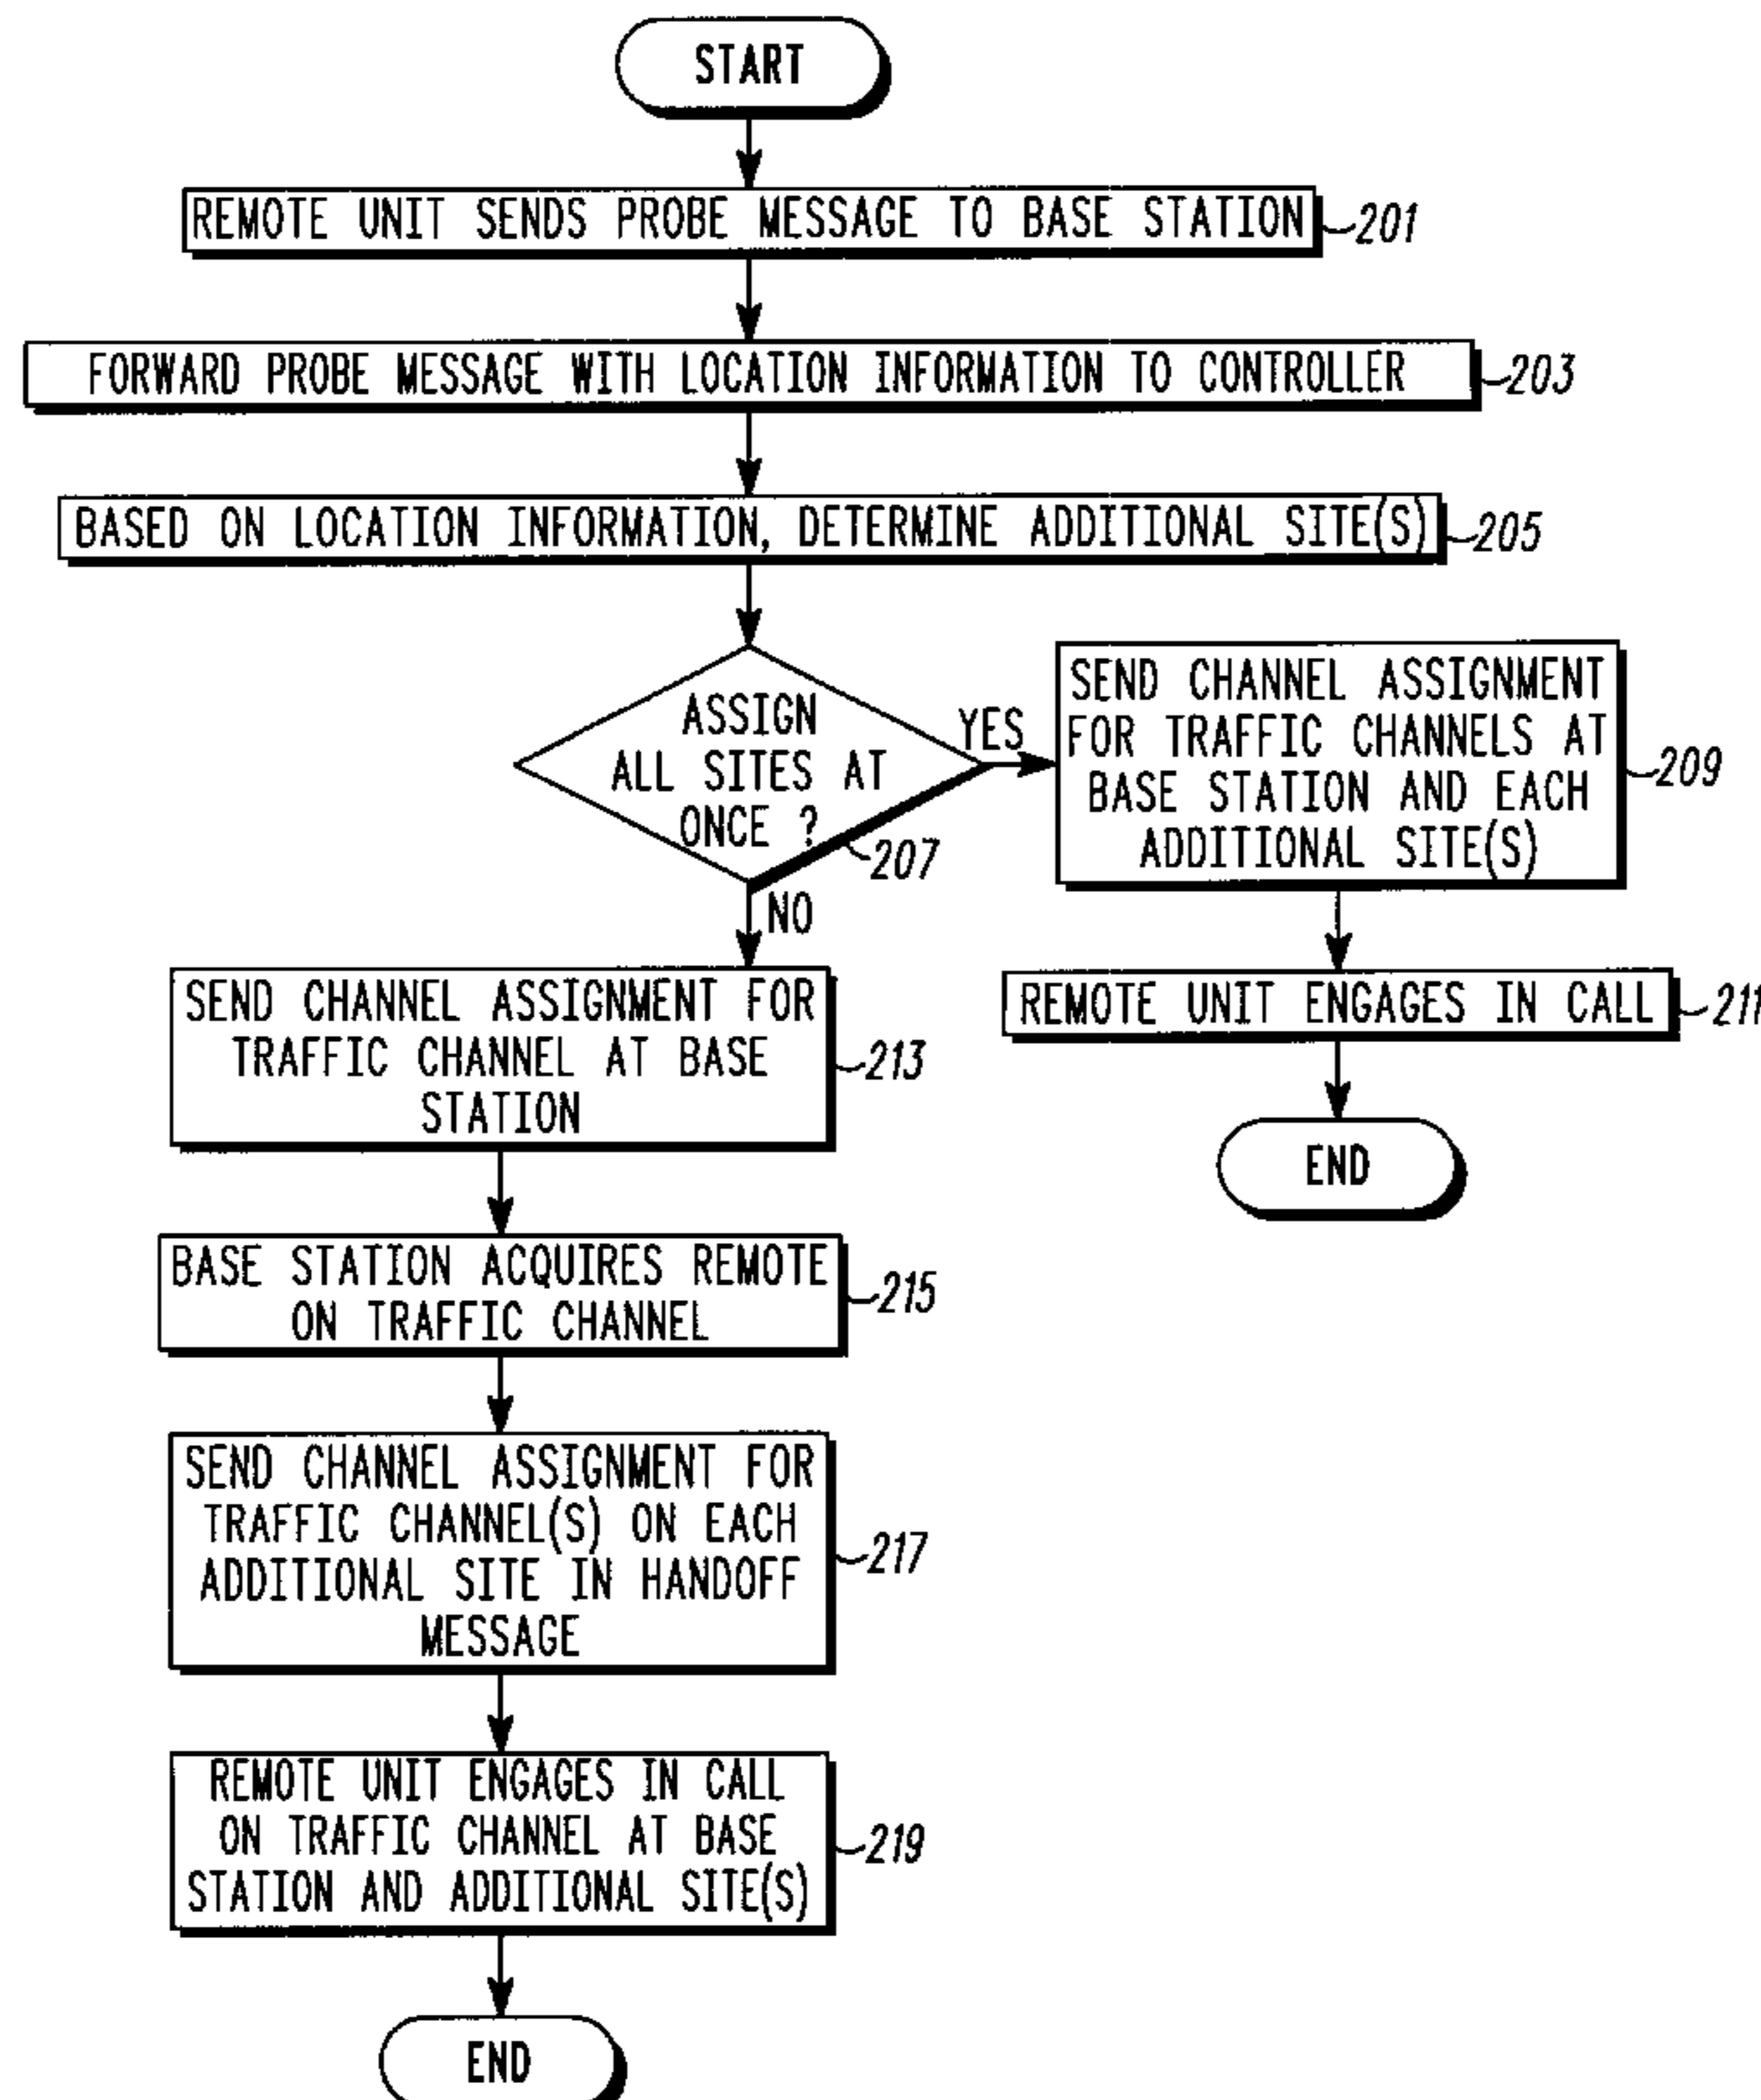 START
REMOTE UNIT SENDS PROBE MESSAGE TO BASE STATION
201
FORWARD PROBE MESSAGE WITH LOCATION INFORMATION TO CONTROLLER
203
BASED ON LOCATION INFORMATION, DETERMINE ADDITIONAL SITE(S)
205
ASSIGN
ALL SITES AT
ONCE ?
207
YES
SEND CHANNEL ASSIGNMENT
FOR TRAFFIC CHANNELS AT
BASE STATION AND EACH
ADDITIONAL SITE(S)
209
REMOTE UNIT ENGAGES IN CALL
211
END
NO
SEND CHANNEL ASSIGNMENT FOR
TRAFFIC CHANNEL AT BASE
STATION
213
BASE STATION ACQUIRES REMOTE
ON TRAFFIC CHANNEL
215
SEND CHANNEL ASSIGNMENT FOR
TRAFFIC CHANNEL(S) ON EACH
ADDITIONAL SITE IN HANDOFF
MESSAGE
217
REMOTE UNIT ENGAGES IN CALL
ON TRAFFIC CHANNEL AT BASE
STATION AND ADDITIONAL SITE(S)
219
END